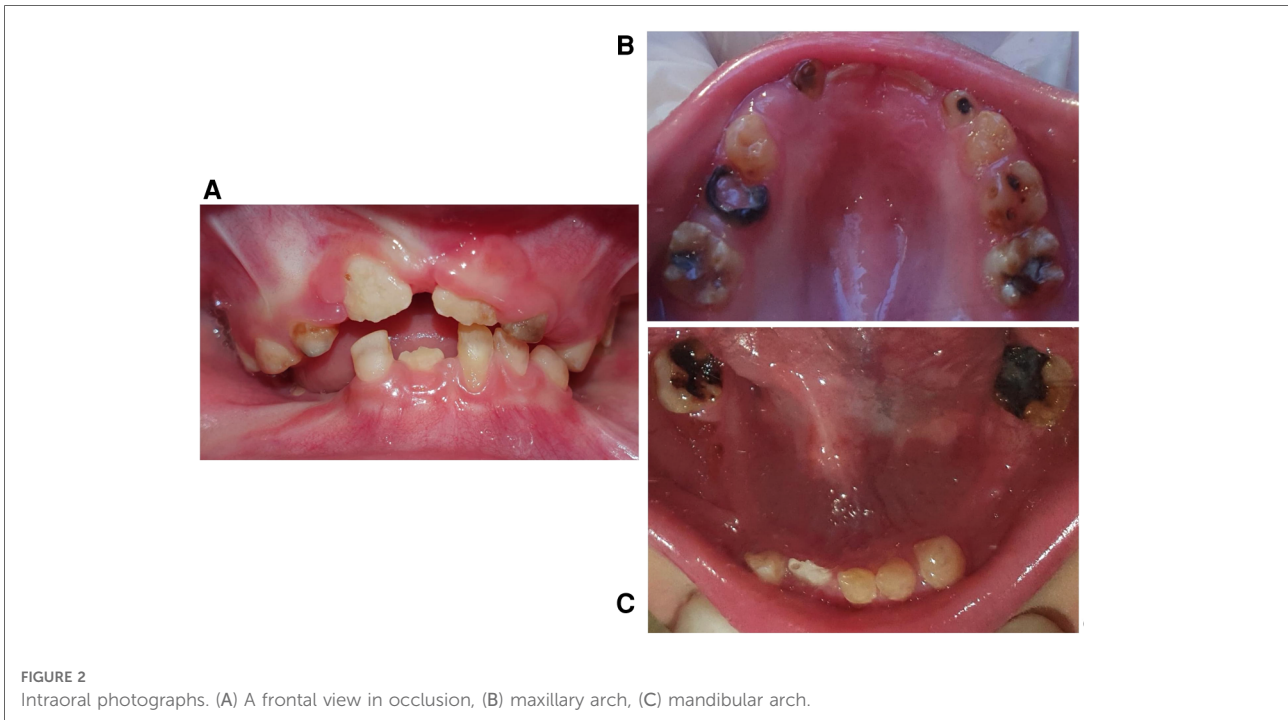 B
A
C
FIGURE 2
Intraoral photographs. (A) A frontal view in occlusion, (B) maxillary arch, (C) mandibular arch.